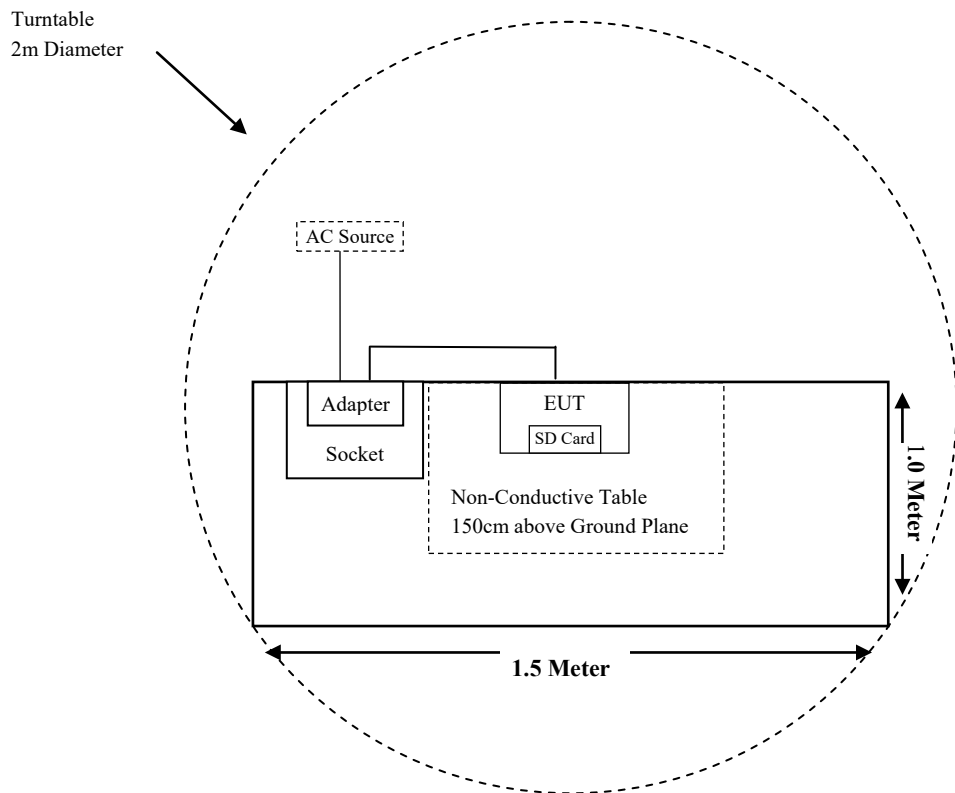 Turntable
2m Diameter
AC Source
Adapter
EUT
SD Card
Socket
Non-Conductive Table
150cm above Ground Plane
1.0 Meter
1.5 Meter